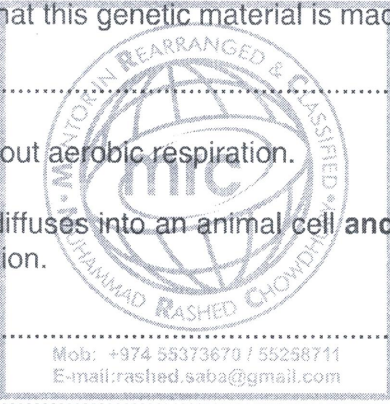 hat this genetic material is mad
out aerobic respiration.
diffuses into an animal cell and
ion.
MENTOR IN REARRANGED & CLASSIFIED
mrc
MUHAMMAD RASHED CHOWDHURY
Mob: +974 55373670 / 55258711
E-mail:rashed.saba@gmail.com